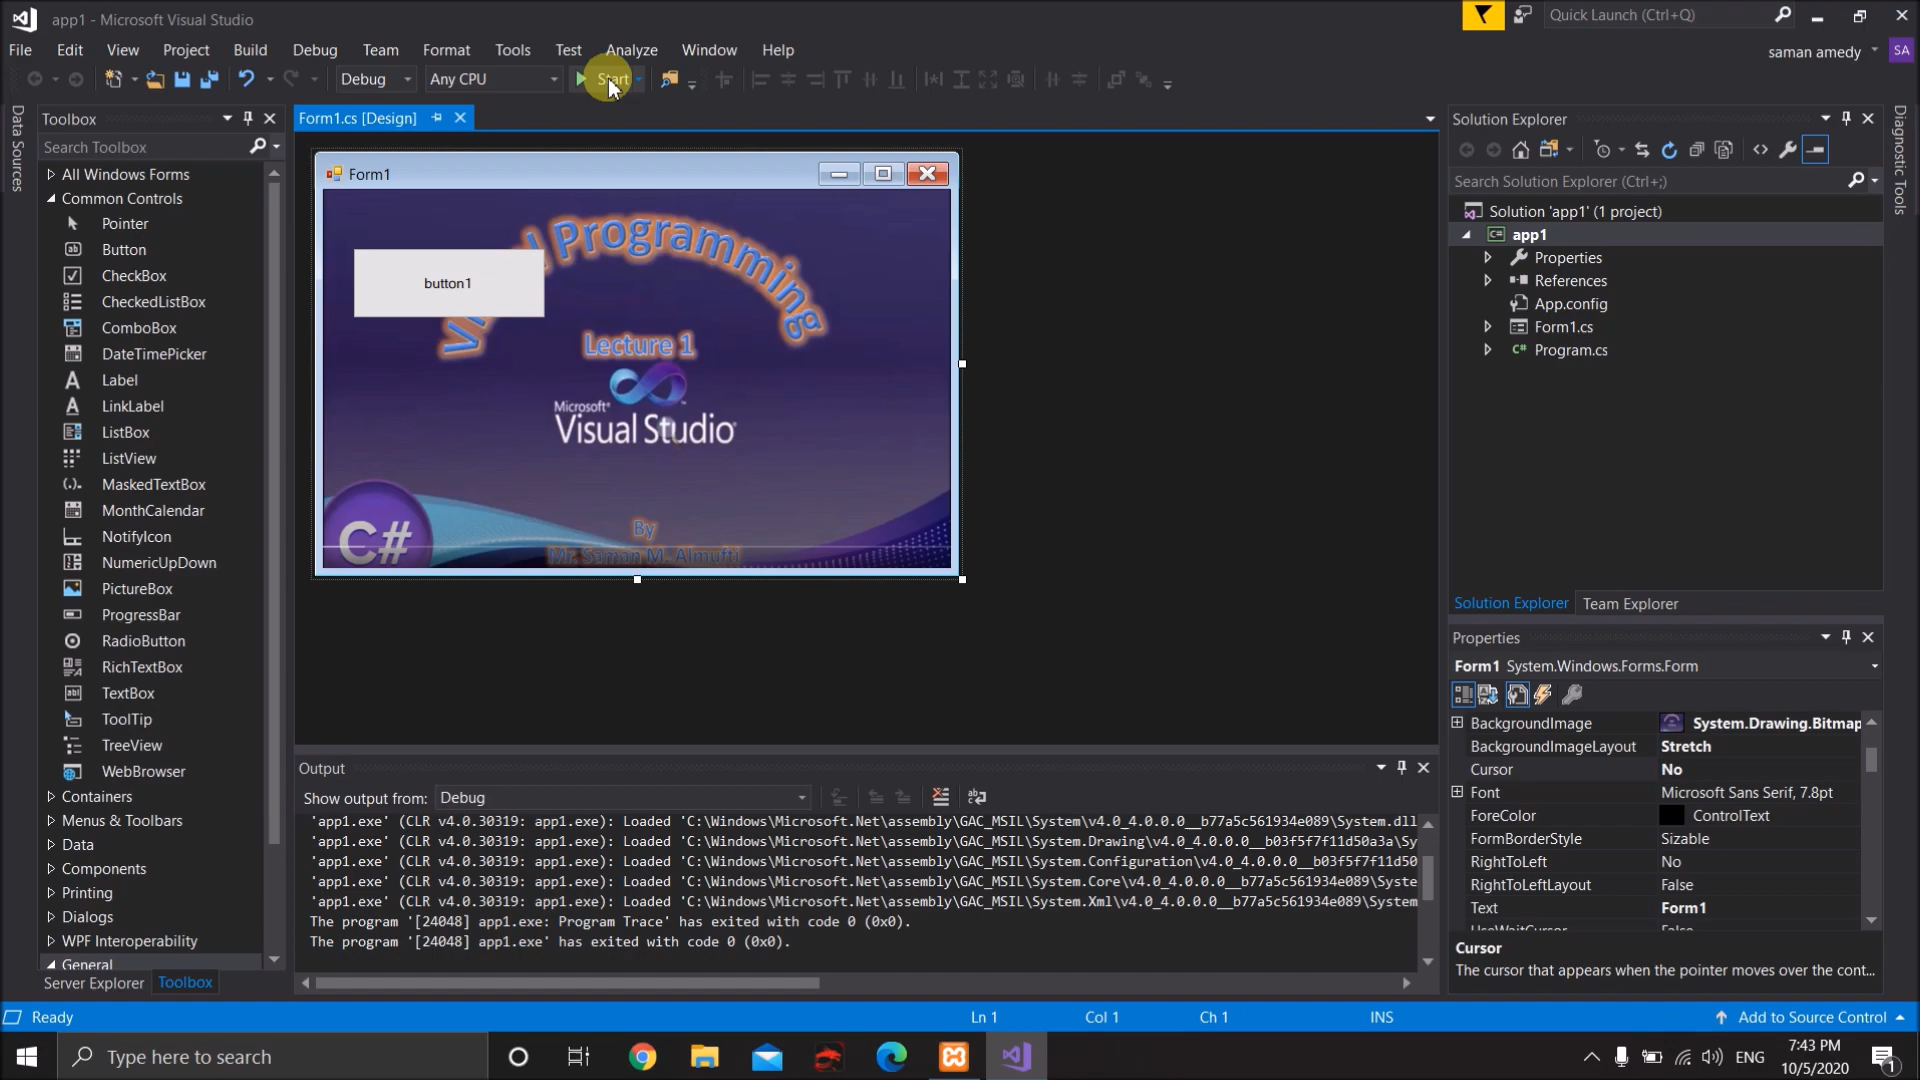 app1 - Microsoft Visual Studio
Quick Launch (Ctrl+Q)
File Edit View Project Build Debug Team Format Tools Test Analyze Window Help
saman amedy SA
Debug Any CPU Start
Data Sources
Toolbox
Search Toolbox
All Windows Forms
Common Controls
Pointer
Button
CheckBox
CheckedListBox
ComboBox
DateTimePicker
Label
LinkLabel
ListBox
ListView
MaskedTextBox
MonthCalendar
NotifyIcon
NumericUpDown
PictureBox
ProgressBar
RadioButton
RichTextBox
TextBox
ToolTip
TreeView
WebBrowser
Containers
Menus & Toolbars
Data
Components
Printing
Dialogs
WPF Interoperability
General
Server Explorer Toolbox
Form1.cs [Design]
Form1
Programming
button1
Lecture 1
Microsoft®
Visual Studio®
C#
By
Mr. Saman M. Almufti
Output
Show output from: Debug
'app1.exe' (CLR v4.0.30319: app1.exe): Loaded 'C:\Windows\Microsoft.Net\assembly\GAC_MSIL\System\v4.0_4.0.0.0__b77a5c561934e089\System.dll
'app1.exe' (CLR v4.0.30319: app1.exe): Loaded 'C:\Windows\Microsoft.Net\assembly\GAC_MSIL\System.Drawing\v4.0_4.0.0.0__b03f5f7f11d50a3a\Sy
'app1.exe' (CLR v4.0.30319: app1.exe): Loaded 'C:\Windows\Microsoft.Net\assembly\GAC_MSIL\System.Configuration\v4.0_4.0.0.0__b03f5f7f11d50
'app1.exe' (CLR v4.0.30319: app1.exe): Loaded 'C:\Windows\Microsoft.Net\assembly\GAC_MSIL\System.Core\v4.0_4.0.0.0__b77a5c561934e089\Syste
'app1.exe' (CLR v4.0.30319: app1.exe): Loaded 'C:\Windows\Microsoft.Net\assembly\GAC_MSIL\System.Xml\v4.0_4.0.0.0__b77a5c561934e089\System
The program '[24048] app1.exe: Program Trace' has exited with code 0 (0x0).
The program '[24048] app1.exe' has exited with code 0 (0x0).
Solution Explorer
Search Solution Explorer (Ctrl+;)
Solution 'app1' (1 project)
app1
Properties
References
App.config
Form1.cs
Program.cs
Solution Explorer Team Explorer
Diagnostic Tools
Properties
Form1 System.Windows.Forms.Form
BackgroundImage System.Drawing.Bitmap
BackgroundImageLayout Stretch
Cursor No
Font Microsoft Sans Serif, 7.8pt
ForeColor ControlText
FormBorderStyle Sizable
RightToLeft No
RightToLeftLayout False
Text Form1
Cursor
The cursor that appears when the pointer moves over the cont...
Ready Ln 1 Col 1 Ch 1 INS Add to Source Control
Type here to search
ENG
7:43 PM
10/5/2020
1